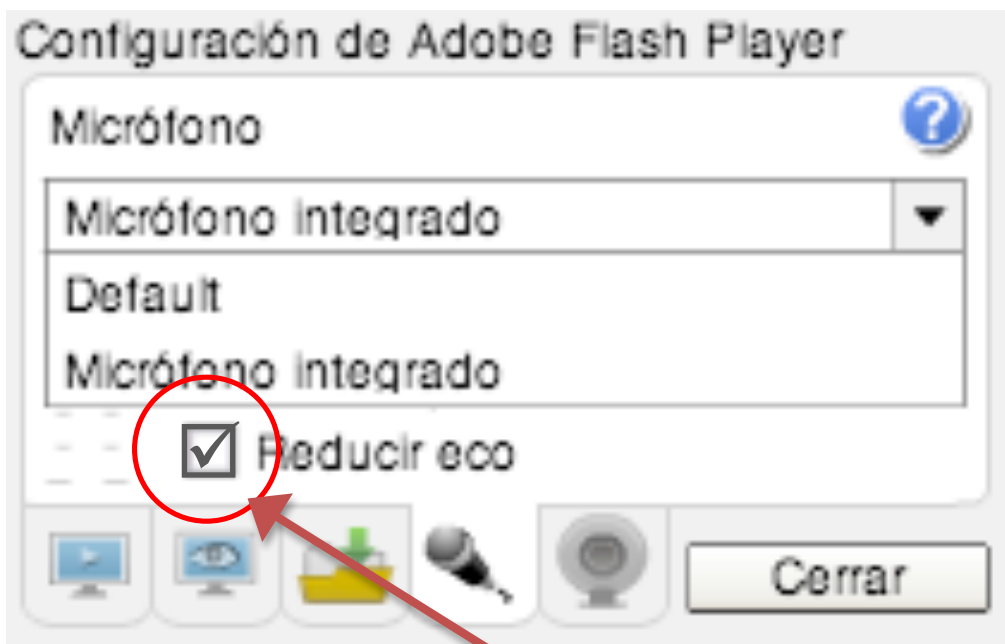 Configuración de Adobe Flash Player
Micrófono
Micrófono integrado
Default
Micrófono integrado
Reducir eco
Cerrar